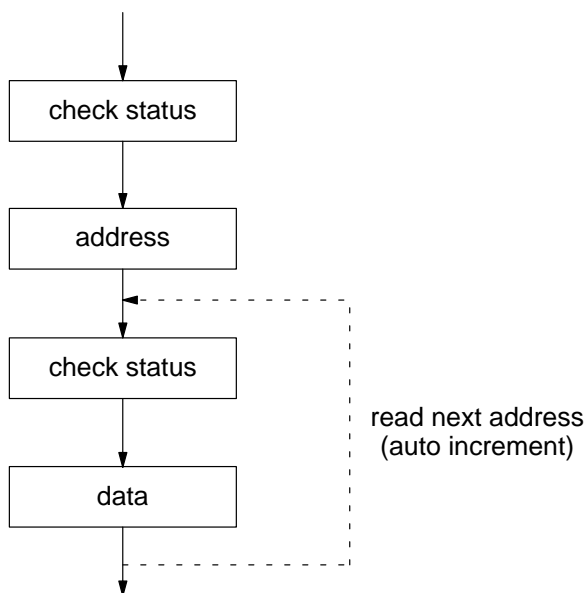 check status
address
check status
read next address
(auto increment)
data